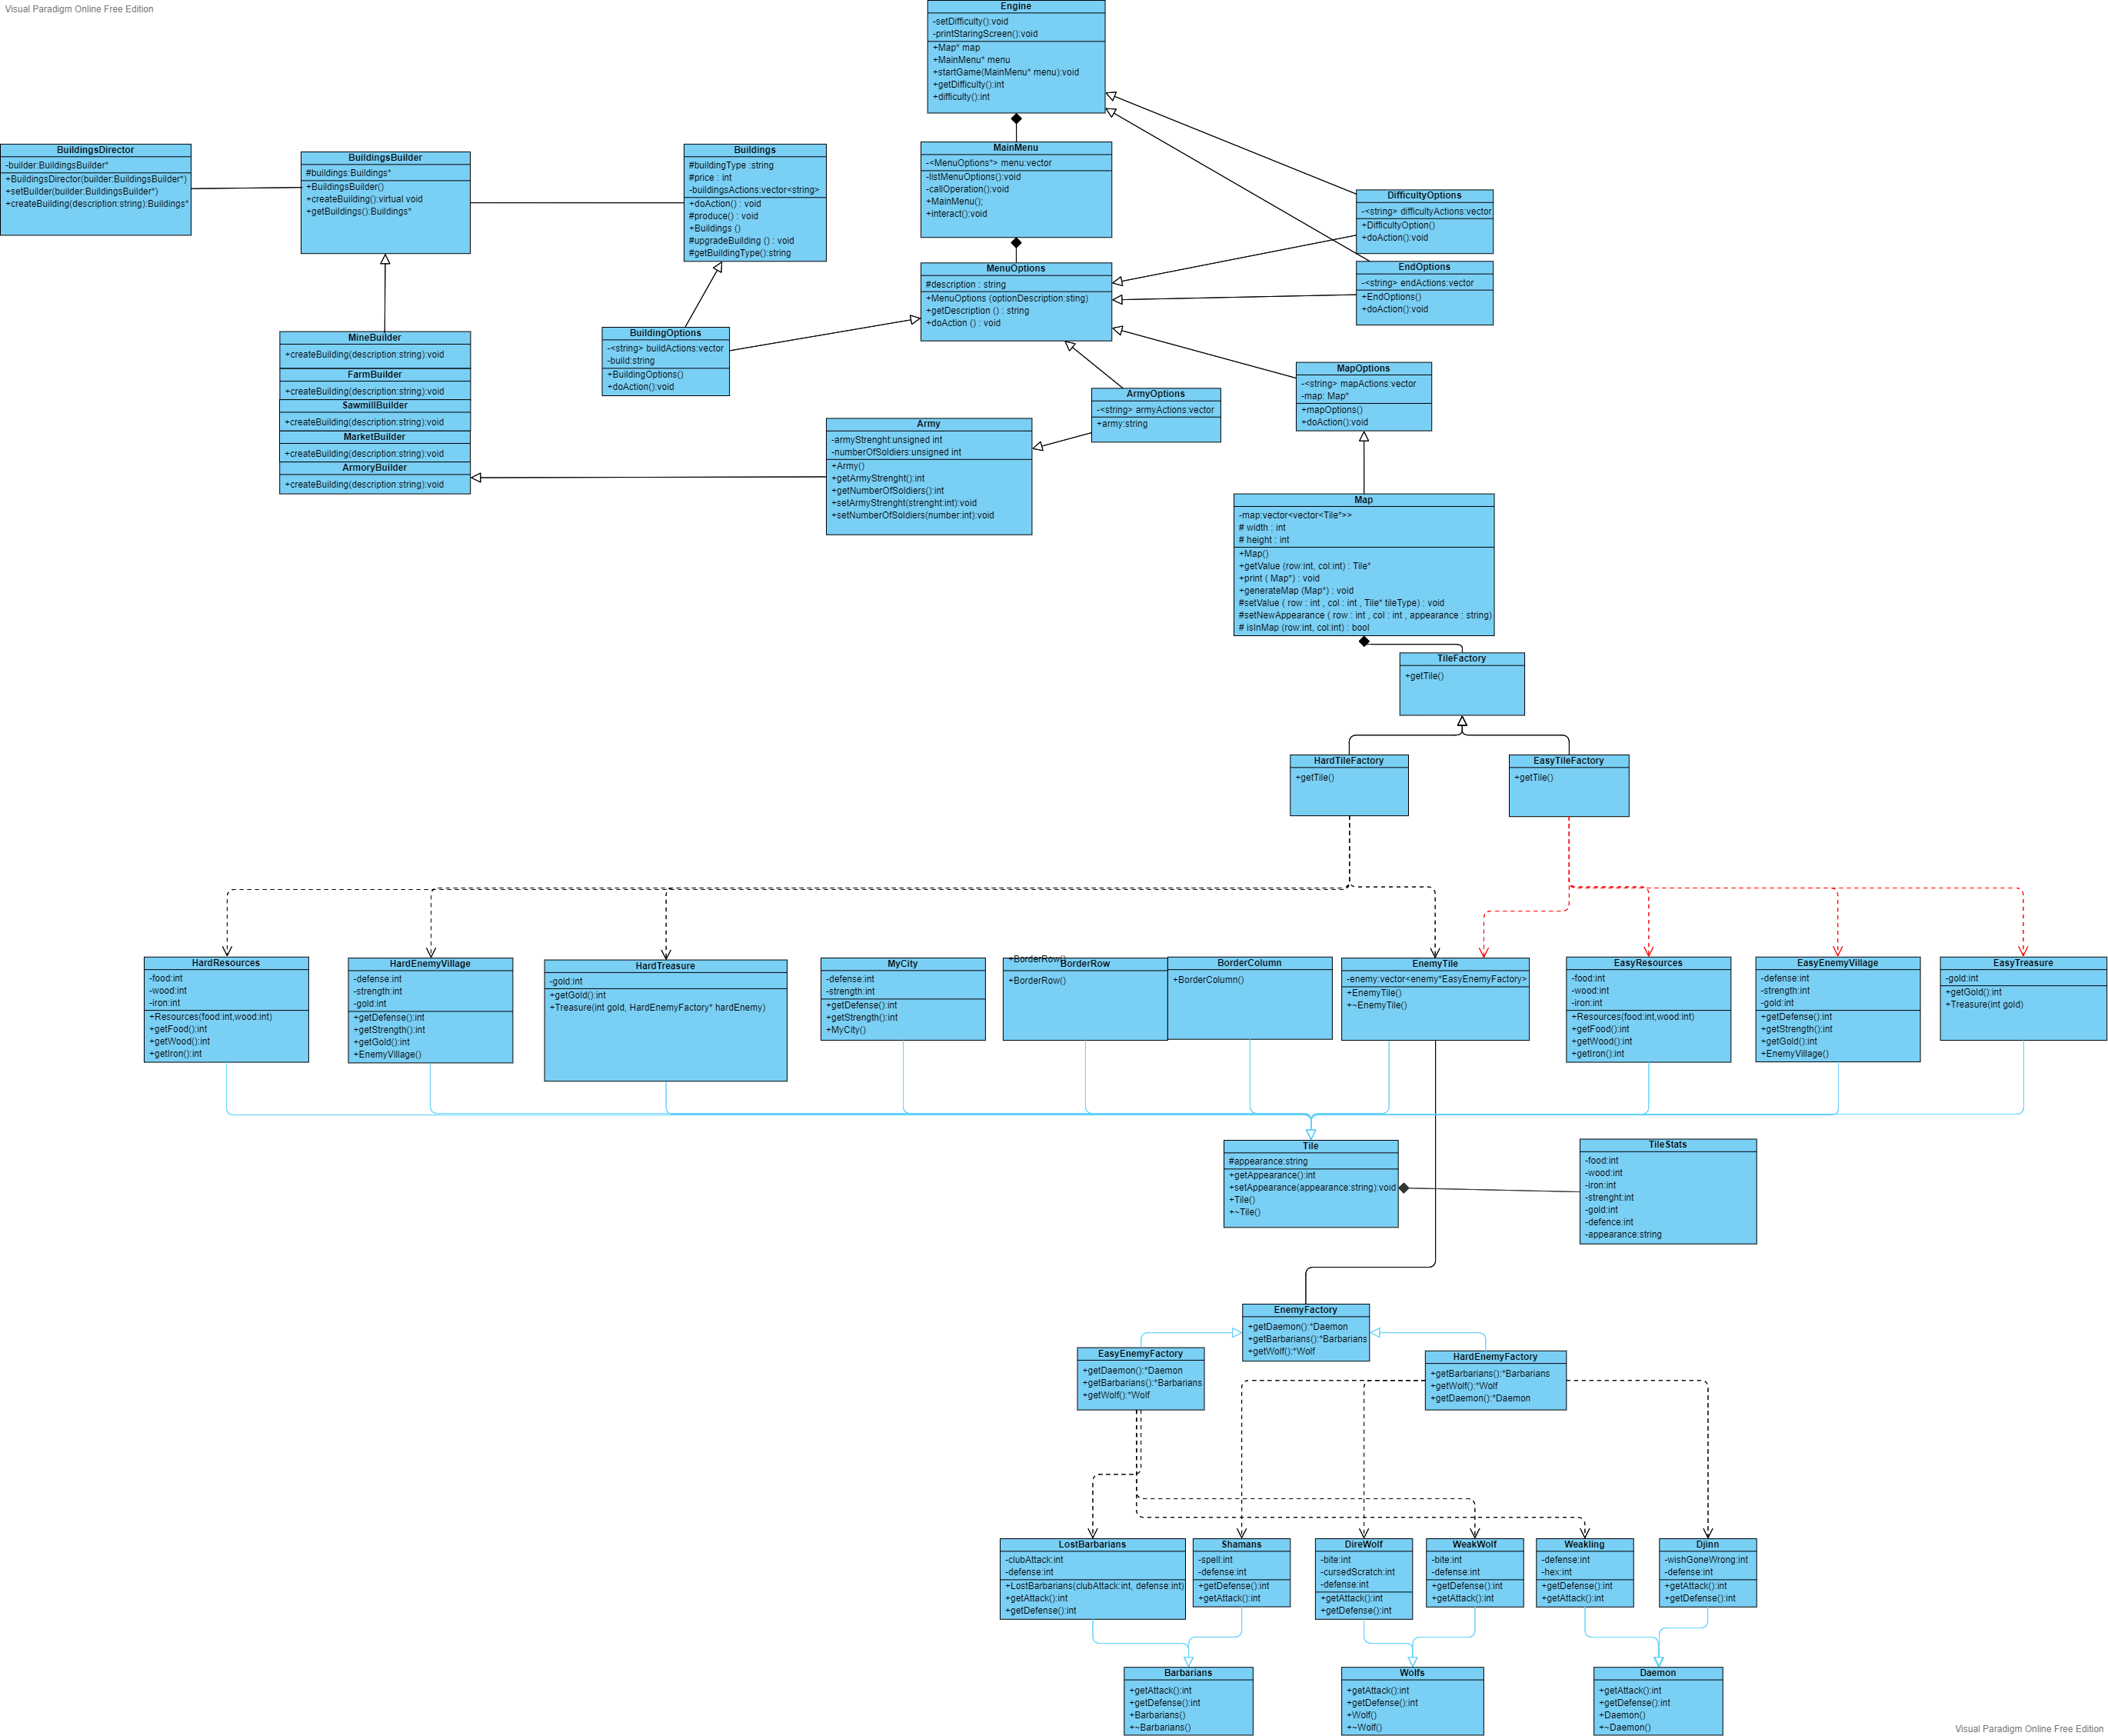 Visual Paradigm Online Free Edition
Engine
-setDifficulty():void
-printStaringScreen():void
+Map* map
+MainMenu* menu
+startGame(MainMenu* menu):void
+getDifficulty():int
+difficulty():int
BuildingsDirector
-builder:BuildingsBuilder*
+BuildingsDirector(builder:BuildingsBuilder*)
+setBuilder(builder:BuildingsBuilder*)
+createBuilding(description:string):Buildings*
BuildingsBuilder
#buildings:Buildings*
+BuildingsBuilder()
+createBuilding():virtual void
+getBuildings():Buildings*
Buildings
#buildingType :string
#price : int
-buildingsActions:vector<string>
+doAction() : void
#produce() : void
+Buildings ()
#upgradeBuilding () : void
#getBuildingType():string
MainMenu
-<MenuOptions*> menu:vector
-listMenuOptions():void
-callOperation():void
+MainMenu();
+interact():void
DifficultyOptions
-<string> difficultyActions:vector
+DifficultyOption()
+doAction():void
EndOptions
-<string> endActions:vector
+EndOptions()
+doAction():void
MenuOptions
#description : string
+MenuOptions (optionDescription:sting)
+getDescription () : string
+doAction () : void
BuildingOptions
-<string> buildActions:vector
-build:string
+BuildingOptions()
+doAction():void
MineBuilder
+createBuilding(description:string):void
FarmBuilder
+createBuilding(description:string):void
SawmillBuilder
+createBuilding(description:string):void
MarketBuilder
+createBuilding(description:string):void
ArmoryBuilder
+createBuilding(description:string):void
MapOptions
-<string> mapActions:vector
-map: Map*
+mapOptions()
+doAction():void
ArmyOptions
-<string> armyActions:vector
+army:string
Army
-armyStrenght:unsigned int
-numberOfSoldiers:unsigned int
+Army()
+getArmyStrenght():int
+getNumberOfSoldiers():int
+setArmyStrenght(strenght:int):void
+setNumberOfSoldiers(number:int):void
Map
-map:vector<vector<Tile*>>
# width : int
# height : int
+Map()
+getValue (row:int, col:int) : Tile*
+print ( Map*) : void
+generateMap (Map*) : void
#setValue ( row : int , col : int , Tile* tileType) : void
#setNewAppearance ( row : int , col : int , appearance : string)
# isInMap (row:int, col:int) : bool
TileFactory
+getTile()
HardTileFactory
+getTile()
EasyTileFactory
+getTile()
HardResources
-food:int
-wood:int
-iron:int
+Resources(food:int,wood:int)
+getFood():int
+getWood():int
+getIron():int
HardEnemyVillage
-defense:int
-strength:int
-gold:int
+getDefense():int
+getStrength():int
+getGold():int
+EnemyVillage()
HardTreasure
-gold:int
+getGold():int
+Treasure(int gold, HardEnemyFactory* hardEnemy)
MyCity
-defense:int
-strength:int
+getDefense():int
+getStrength():int
+MyCity()
+BorderRow()
BorderRow
+BorderRow()
BorderColumn
+BorderColumn()
EnemyTile
-enemy:vector<enemy*EasyEnemyFactory>
+EnemyTile()
+~EnemyTile()
EasyResources
-food:int
-wood:int
-iron:int
+Resources(food:int,wood:int)
+getFood():int
+getWood():int
+getIron():int
EasyEnemyVillage
-defense:int
-strength:int
-gold:int
+getDefense():int
+getStrength():int
+getGold():int
+EnemyVillage()
EasyTreasure
-gold:int
+getGold():int
+Treasure(int gold)
Tile
#appearance:string
+getAppearance():int
+setAppearance(appearance:string):void
+Tile()
+~Tile()
TileStats
-food:int
-wood:int
-iron:int
-strenght:int
-gold:int
-defence:int
-appearance:string
EnemyFactory
+getDaemon():*Daemon
+getBarbarians():*Barbarians
+getWolf():*Wolf
EasyEnemyFactory
+getDaemon():*Daemon
+getBarbarians():*Barbarians
+getWolf():*Wolf
HardEnemyFactory
+getBarbarians():*Barbarians
+getWolf():*Wolf
+getDaemon():*Daemon
LostBarbarians
-clubAttack:int
-defense:int
+LostBarbarians(clubAttack:int, defense:int)
+getAttack():int
+getDefense():int
Shamans
-spell:int
-defense:int
+getDefense():int
+getAttack():int
DireWolf
-bite:int
-cursedScratch:int
-defense:int
+getAttack():int
+getDefense():int
WeakWolf
-bite:int
-defense:int
+getDefense():int
+getAttack():int
Weakling
-defense:int
-hex:int
+getDefense():int
+getAttack():int
Djinn
-wishGoneWrong:int
-defense:int
+getAttack():int
+getDefense():int
Barbarians
+getAttack():int
+getDefense():int
+Barbarians()
+~Barbarians()
Wolfs
+getAttack():int
+getDefense():int
+Wolf()
+~Wolf()
Daemon
+getAttack():int
+getDefense():int
+Daemon()
+~Daemon()
Visual Paradigm Online Free Edition